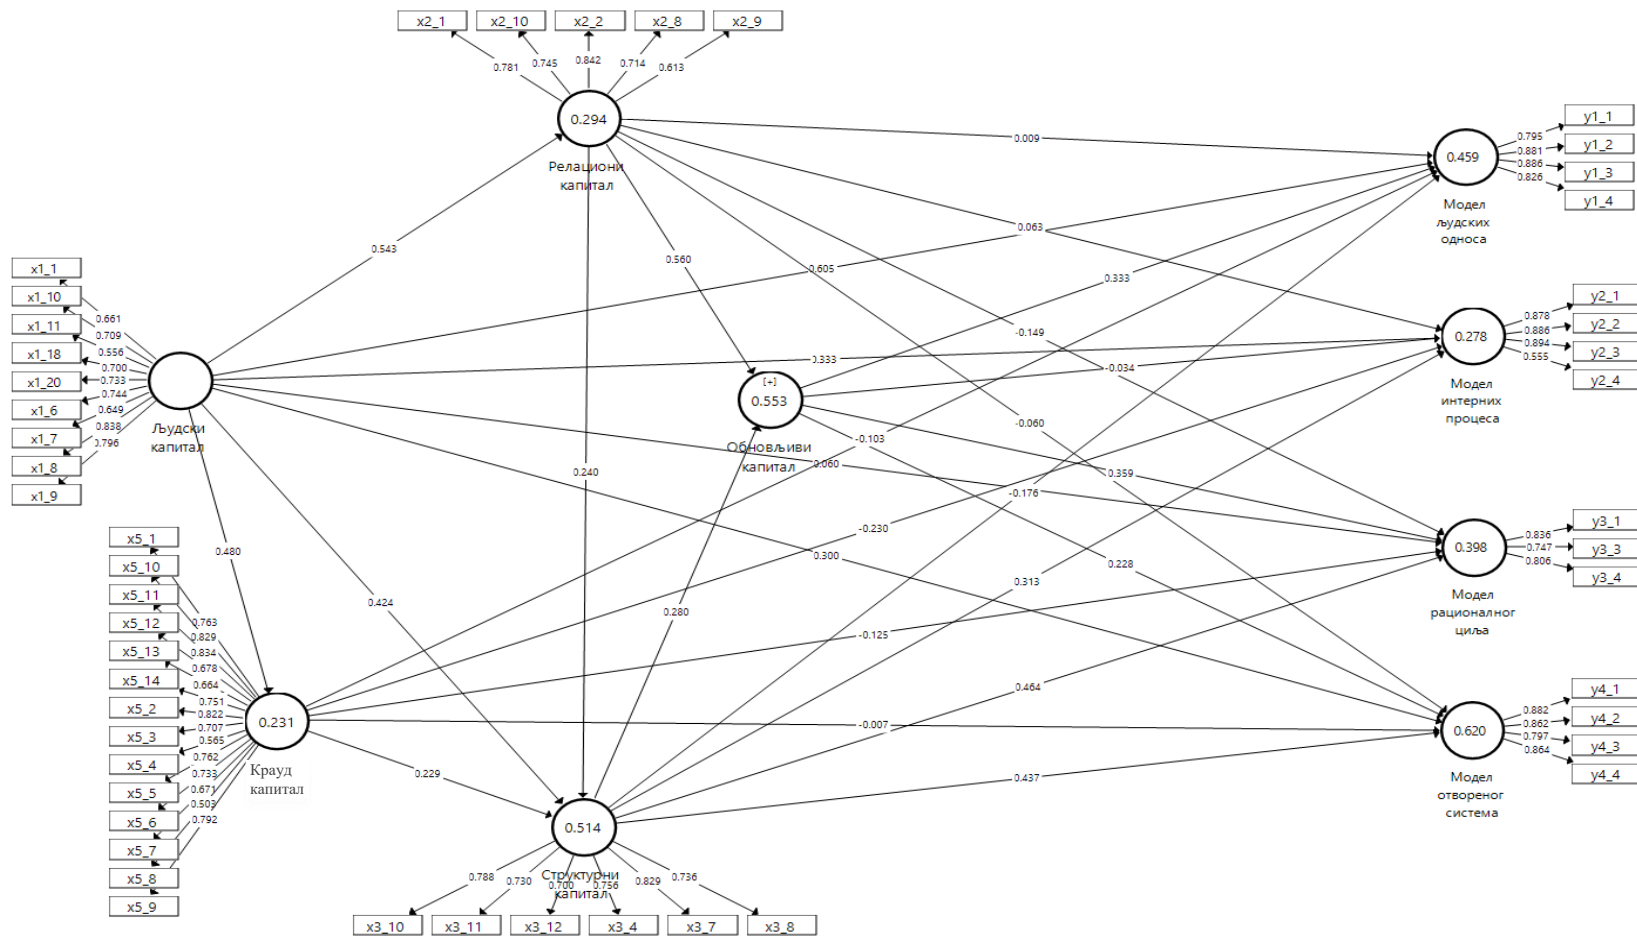 x2_1
x2_10
x2_2
x2_8
x2_9
0.781
0.745
0.842
0.714
0.613
0.294
Релациони
капитал
0.009
0.795
0.881
0.886
0.826
y1_1
y1_2
y1_3
y1_4
0.459
Модел
људских
односа
0.543
0.560
0.063
0.605
0.333
x1_1
x1_10
x1_11
x1_18
x1_20
x1_6
x1_7
x1_8
x1_9
0.661
0.709
0.556
0.700
0.733
0.744
0.649
0.838
0.796
Људски
капитал
0.333
-0.149
-0.034
-0.060
[+]
0.553
Обновљиви
капитал
0.878
0.886
0.894
0.555
y2_1
y2_2
y2_3
y2_4
0.278
Модел
интерних
процеса
-0.103
0.060
0.240
0.359
-0.176
-0.230
0.300
0.228
0.313
0.480
0.424
0.280
0.836
0.747
0.806
y3_1
y3_3
y3_4
0.398
Модел
рационалног
циља
-0.125
0.464
-0.007
0.437
0.229
x5_1
x5_10
x5_11
x5_12
x5_13
x5_14
x5_2
x5_3
x5_4
x5_5
x5_6
x5_7
x5_8
x5_9
0.763
0.829
0.834
0.678
0.664
0.751
0.822
0.707
0.565
0.762
0.733
0.671
0.503
0.792
0.231
Крауд
капитал
0.882
0.862
0.797
0.864
y4_1
y4_2
y4_3
y4_4
0.620
Модел
отвореног
система
0.514
Структурни
капитал
0.788
0.730
0.700
0.756
0.829
0.736
x3_10
x3_11
x3_12
x3_4
x3_7
x3_8